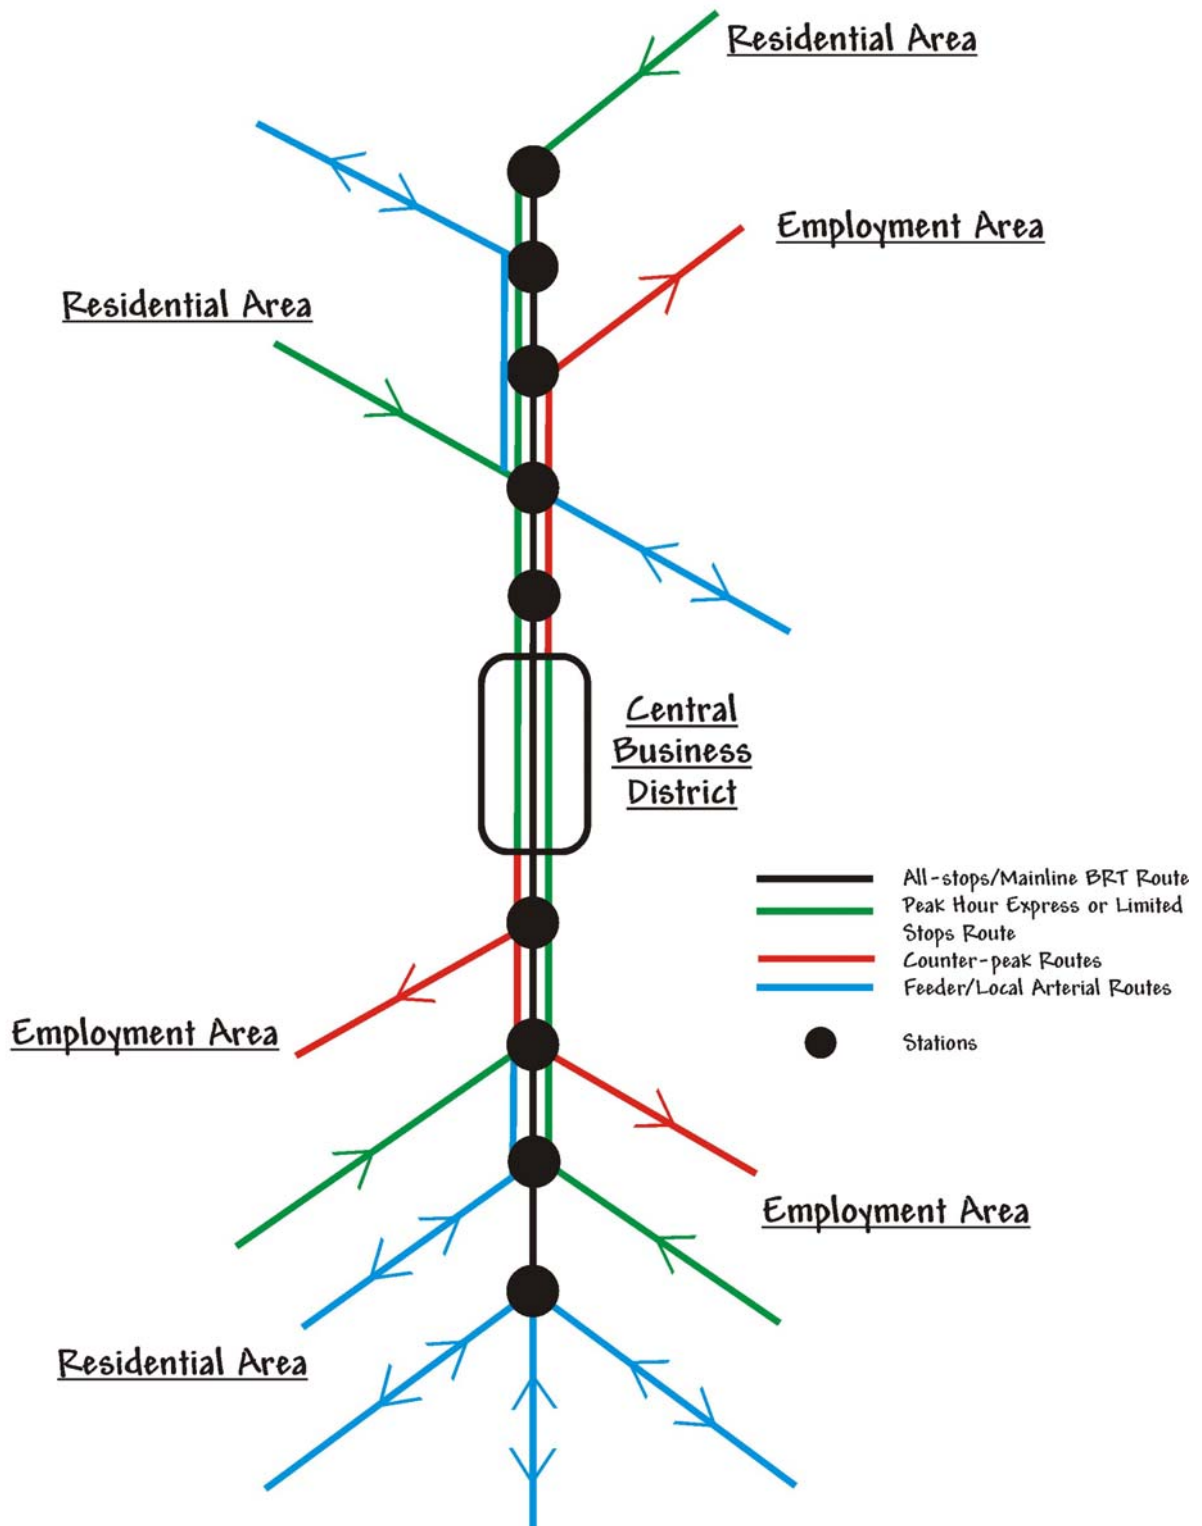 Residential Area
Employment Area
Residential Area
Central
Business
District
All-stops/Mainline BRT Route
Peak Hour Express or Limited
Stops Route
Counter-peak Routes
Feeder/Local Arterial Routes
Employment Area
Stations
Employment Area
Residential Area